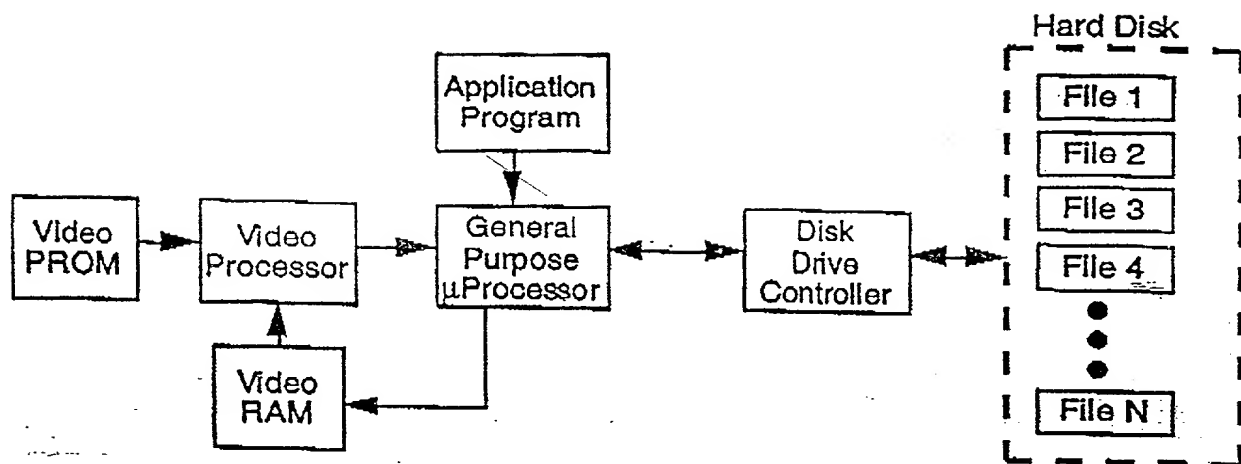 Hard Disk
Application
Program
File 1
File 2
File 3
File 4
File N
Video
PROM
Video
Processor
General
Purpose
µProcessor
Disk
Drive
Controller
Video
RAM